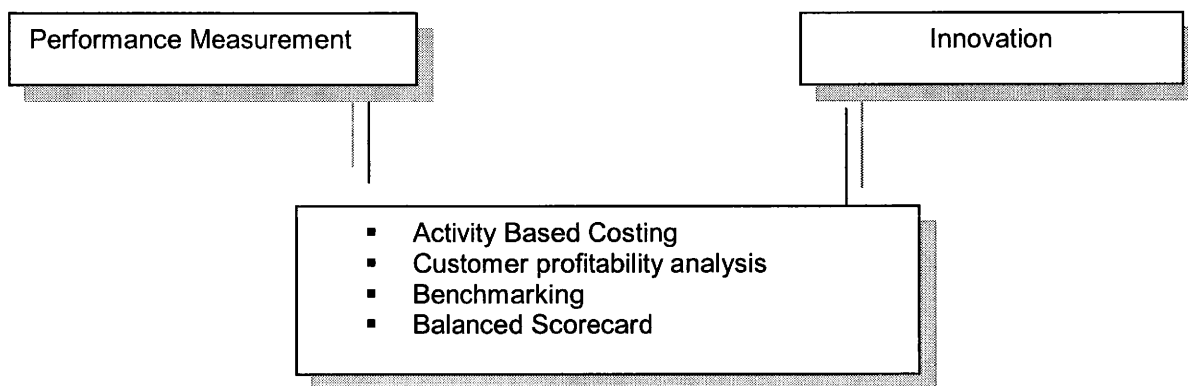 Performance Measurement
Innovation
▪ Activity Based Costing
▪ Customer profitability analysis
▪ Benchmarking
▪ Balanced Scorecard